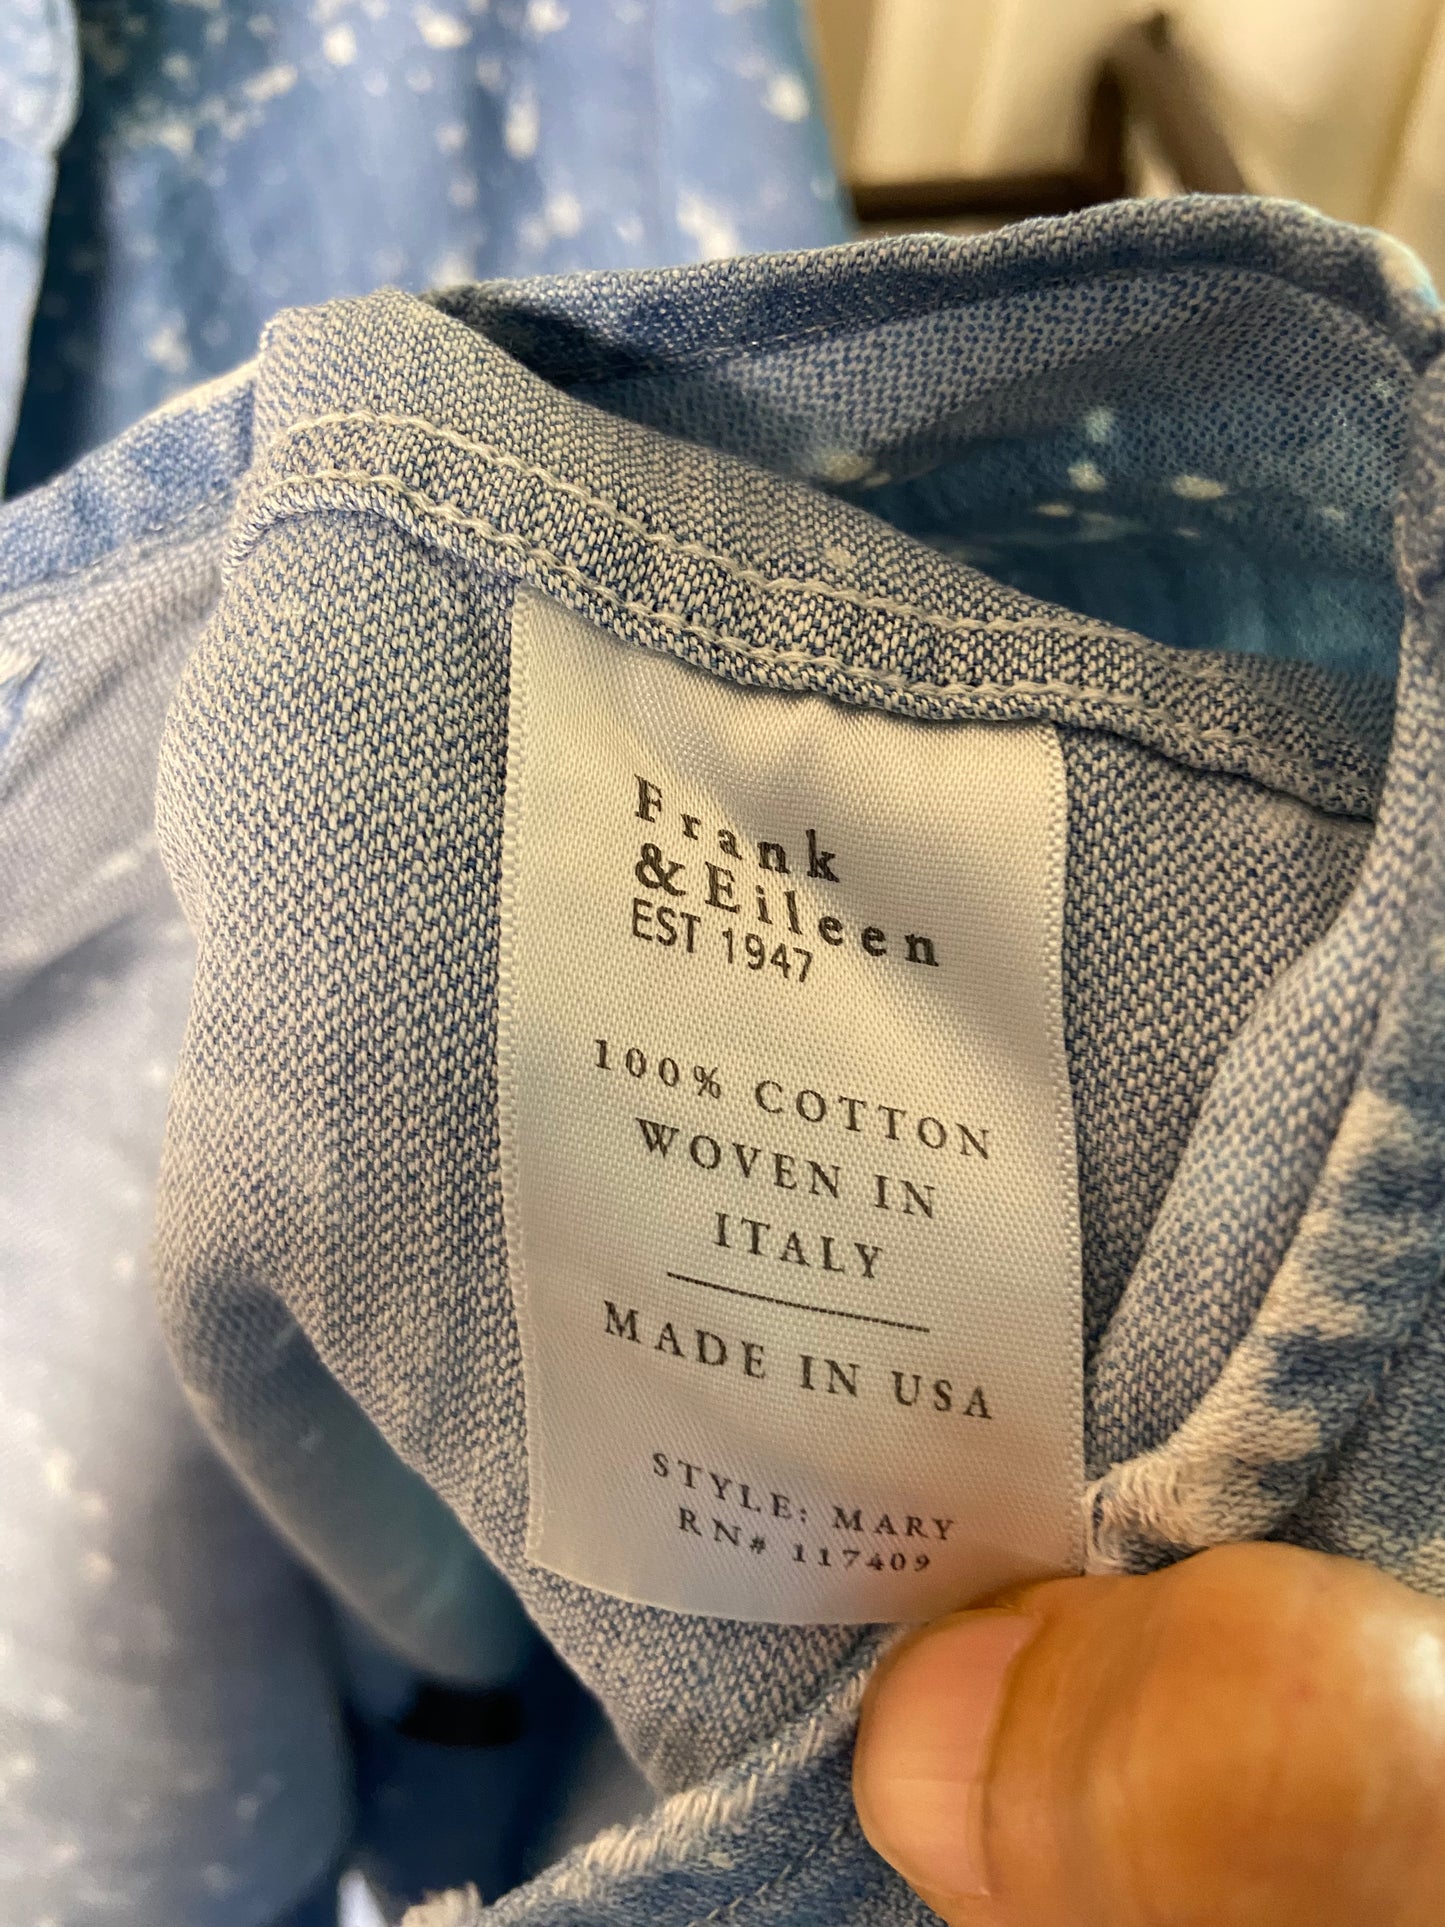 Frank
& Eileen
EST 1947
100% COTTON
WOVEN IN
ITALY
MADE IN USA
STYLE: MARY
RN# 117409